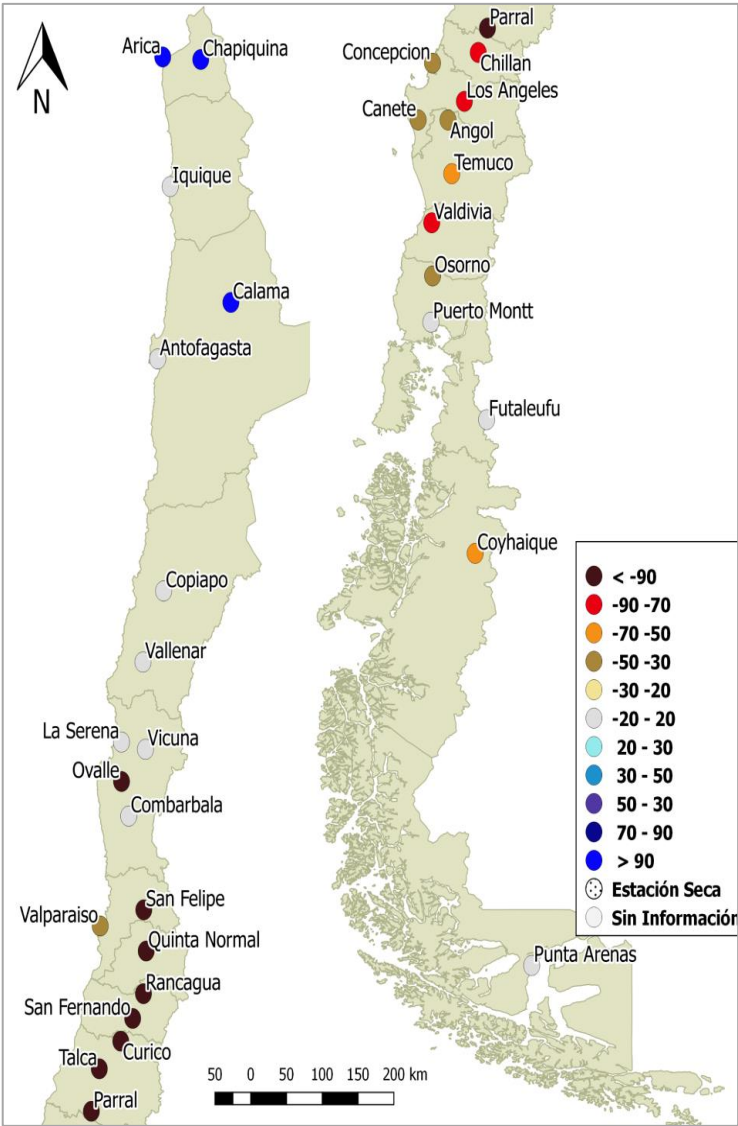 N
Arica
Chapiquina
Iquique
Calama
Antofagasta
Copiapo
Vallenar
La Serena
Vicuna
Ovalle
Combarbala
San Felipe
Valparaiso
Quinta Normal
Rancagua
San Fernando
Curico
Talca
Parral
50 0 50 100 150 200 km
Parral
Concepcion
Chillan
Los Angeles
Canete
Angol
Temuco
Valdivia
Osorno
Puerto Montt
Futaleufu
Coyhaique
Punta Arenas
< -90
-90 -70
-70 -50
-50 -30
-30 -20
-20 - 20
20 - 30
30 - 50
50 - 30
70 - 90
> 90
Estación Seca
Sin Información